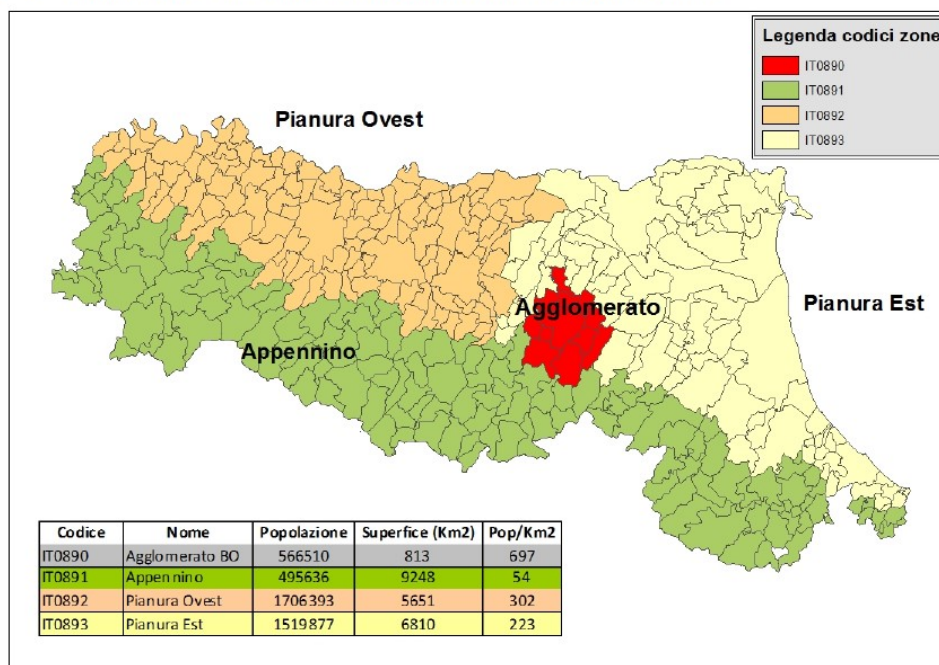 Legenda codici zone
IT0890
IT0891
IT0892
IT0893
Pianura Ovest
Agglomerato
Pianura Est
Appennino
Codice Nome Popolazione Superfice (Km2) Pop/Km2
IT0890 Agglomerato BO 566510 813 697
IT0891 Appennino 495636 9248 54
IT0892 Pianura Ovest 1706393 5651 302
IT0893 Pianura Est 1519877 6810 223